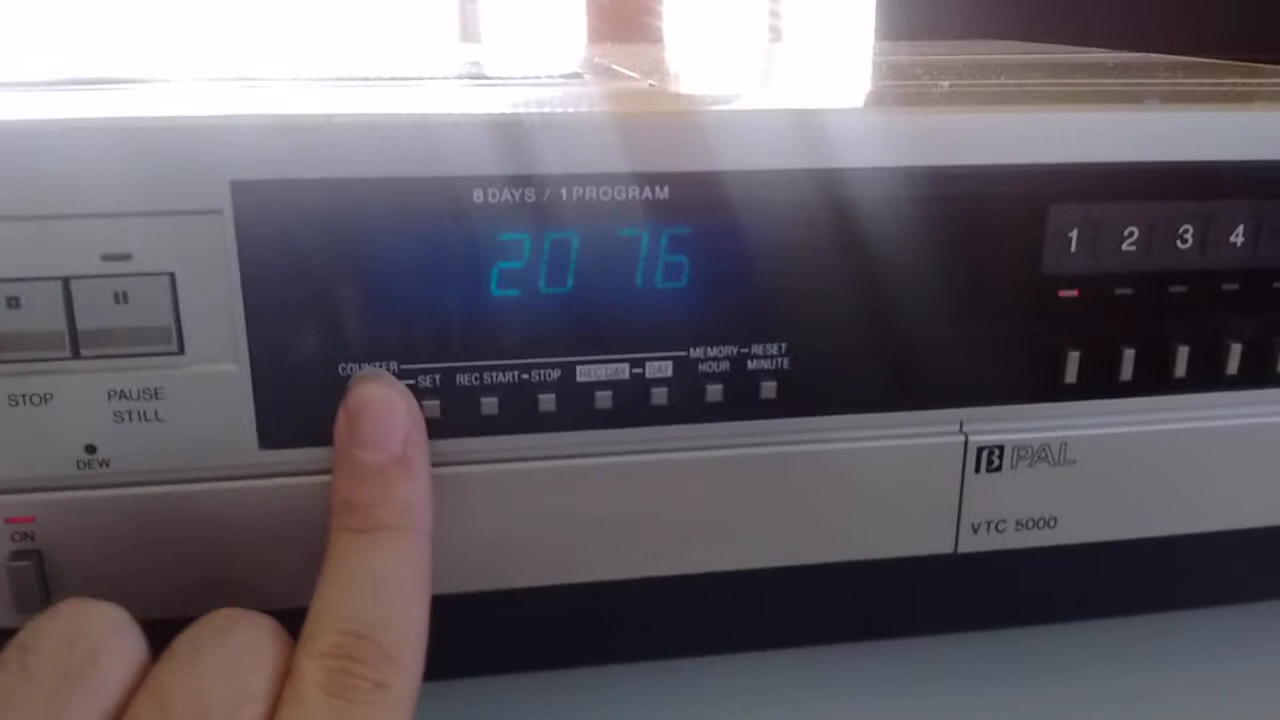 8 DAYS / 1 PROGRAM
20 76
1 2 3 4
COUNTER
SET
REC START - STOP
REC DAY - DAY
MEMORY - RESET
HOUR MINUTE
STOP
PAUSE
STILL
DEW
ON
β PAL
VTC 5000